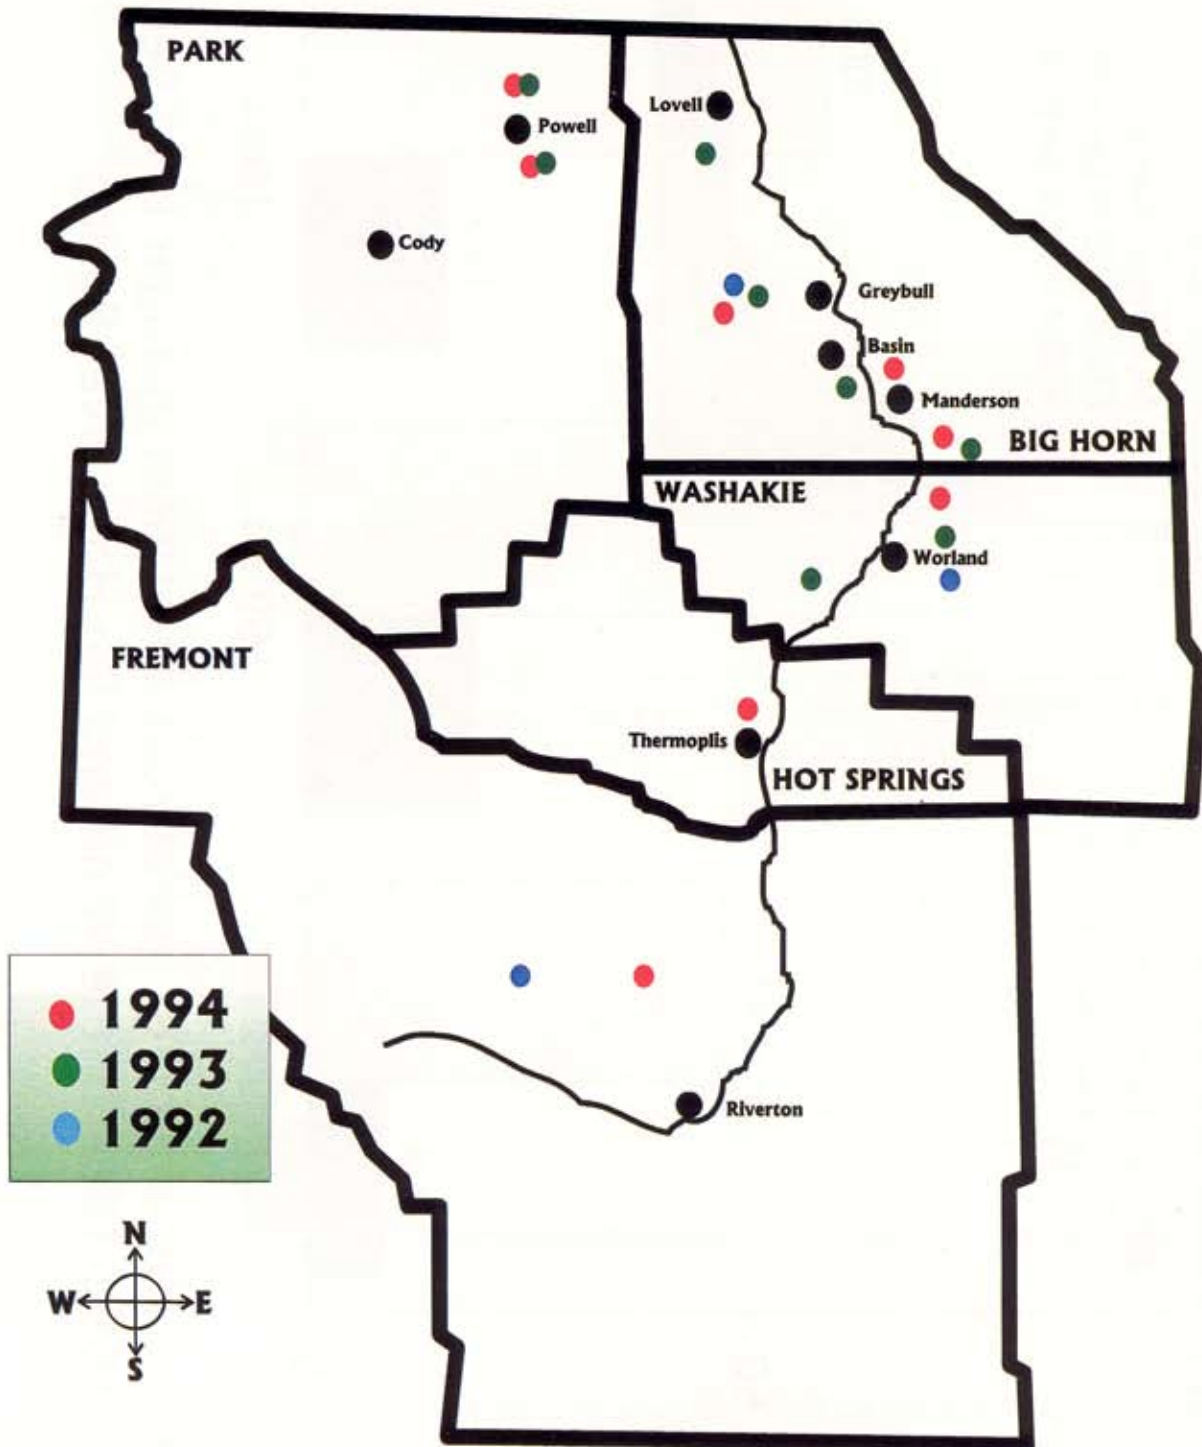 PARK
Lovell
Powell
Cody
Greybull
Basin
Manderson
BIG HORN
WASHAKIE
Worland
FREMONT
Thermoplis
HOT SPRINGS
1994
1993
1992
Riverton
N
W E
S